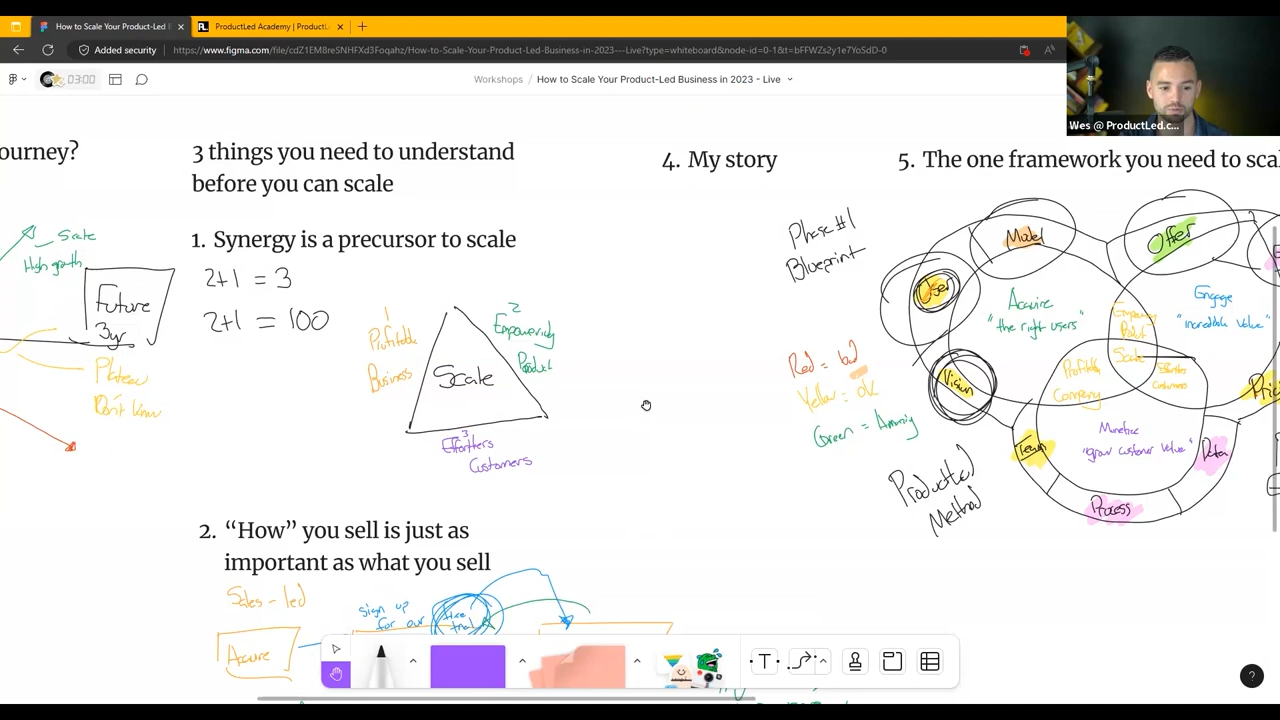 How to Scale Your Product-Led
ProductLed Academy | ProductL
Added security
https://www.figma.com/file/cdZ1EM8reSNHFXd3Foqahz/How-to-Scale-Your-Product-Led-Business-in-2023---Live?type=whiteboard&node-id=0-1&t=bFFWZs2y1e7YoSdD-0
03:00
Workshops / How to Scale Your Product-Led Business in 2023 - Live
Wes @ ProductLed.c...
ourney?
Scale
High growth
Future
3yr
Plateau
Don't know
3 things you need to understand
before you can scale
1. Synergy is a precursor to scale
2+1 = 3
2+1 = 100
1
Profitable
Business
2
Empowering
Product
Scale
3
Effortless
Customers
2. “How” you sell is just as
important as what you sell
Sales-led
Acquire
sign up
for our
free
trial
4. My story
Phase #1
Blueprint
Red = bad
Yellow = ok
Green = Amazing
ProductLed
Method
5. The one framework you need to sca
Model
Offer
User
Vision
Acquire
"the right users"
Engage
"incredible value"
Empowering
Product
Scale
Profitable
Company
Customers
Monetize
"grow customer value"
Team
Process
Data
T
?